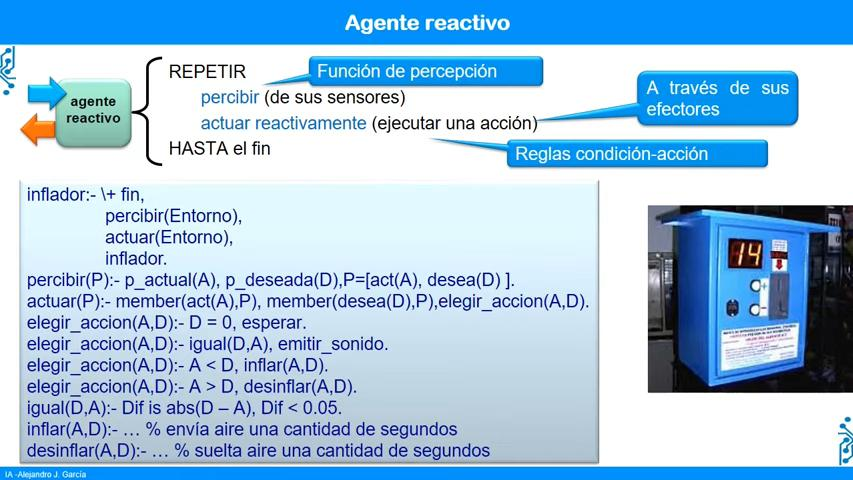 Agente reactivo
agente
reactivo
REPETIR
Función de percepción
percibir (de sus sensores)
actuar reactivamente (ejecutar una acción)
A través de sus
efectores
HASTA el fin
Reglas condición-acción
inflador:- \+ fin,
percibir(Entorno),
actuar(Entorno),
inflador.
percibir(P):- p_actual(A), p_deseada(D),P=[act(A), desea(D) ].
actuar(P):- member(act(A),P), member(desea(D),P),elegir_accion(A,D).
elegir_accion(A,D):- D = 0, esperar.
elegir_accion(A,D):- igual(D,A), emitir_sonido.
elegir_accion(A,D):- A < D, inflar(A,D).
elegir_accion(A,D):- A > D, desinflar(A,D).
igual(D,A):- Dif is abs(D – A), Dif < 0.05.
inflar(A,D):- … % envía aire una cantidad de segundos
desinflar(A,D):- … % suelta aire una cantidad de segundos
14
+
−
IA -Alejandro J. García